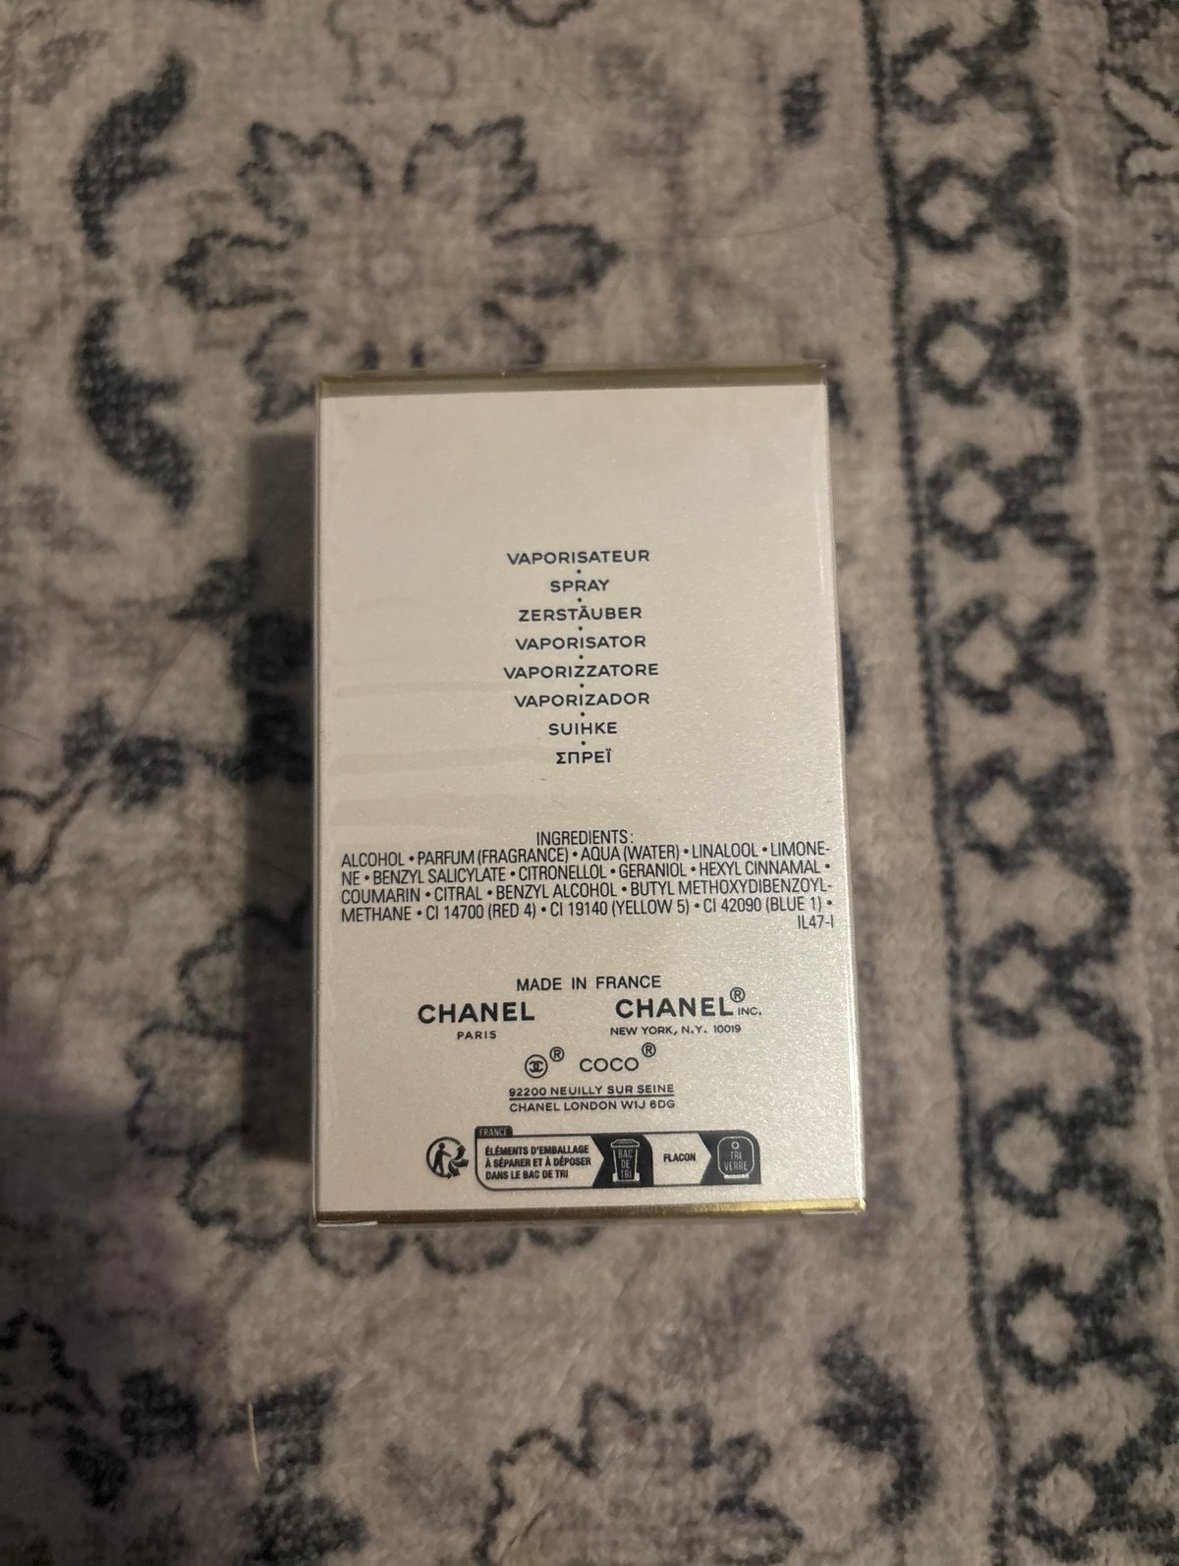 VAPORISATEUR
•
SPRAY
•
ZERSTÄUBER
•
VAPORISATOR
•
VAPORIZZATORE
•
VAPORIZADOR
•
SUIHKE
•
ΣΠΡΕΪ
INGREDIENTS:
ALCOHOL • PARFUM (FRAGRANCE) • AQUA (WATER) • LINALOOL • LIMONE-
NE • BENZYL SALICYLATE • CITRONELLOL • GERANIOL • HEXYL CINNAMAL •
COUMARIN • CITRAL • BENZYL ALCOHOL • BUTYL METHOXYDIBENZOYL-
METHANE • CI 14700 (RED 4) • CI 19140 (YELLOW 5) • CI 42090 (BLUE 1) •
IL47-I
MADE IN FRANCE
CHANEL CHANEL® INC.
PARIS NEW YORK, N.Y. 10019
® COCO®
92200 NEUILLY SUR SEINE
CHANEL LONDON W1J 6DG
FRANCE
ÉLÉMENTS D'EMBALLAGE
À SÉPARER ET À DÉPOSER
DANS LE BAC DE TRI
BAC
DE
TRI
FLACON
TRI
VERRE